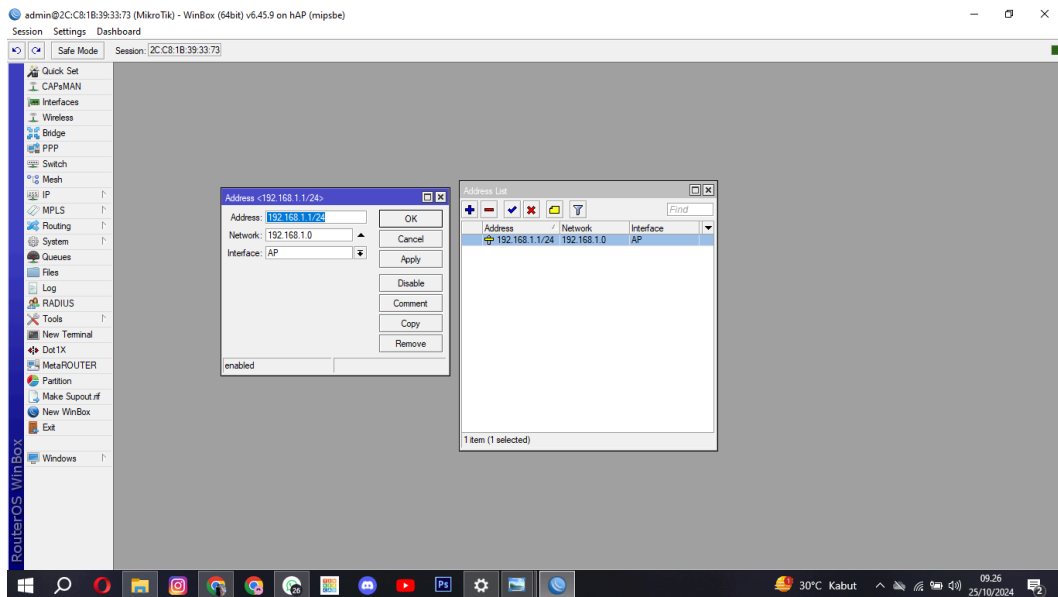 admin@2C:C8:1B:39:33:73 (MikroTik) - WinBox (64bit) v6.45.9 on hAP (mipsbe)
Session Settings Dashboard
Safe Mode Session: 2C:C8:1B:39:33:73
Quick Set
CAPsMAN
Interfaces
Wireless
Bridge
PPP
Switch
Mesh
IP
MPLS
Routing
System
Queues
Files
Log
RADIUS
Tools
New Terminal
Dot1X
MetaROUTER
Partition
Make Supout.rif
New WinBox
Exit
Windows
RouterOS WinBox
Address <192.168.1.1/24>
Address: 192.168.1.1/24 OK
Network: 192.168.1.0 Cancel
Interface: AP Apply
Disable
Comment
Copy
Remove
enabled
Address List
Find
Address Network Interface
192.168.1.1/24 192.168.1.0 AP
1 item (1 selected)
Ps
26
30°C Kabut
09.26
25/10/2024
2